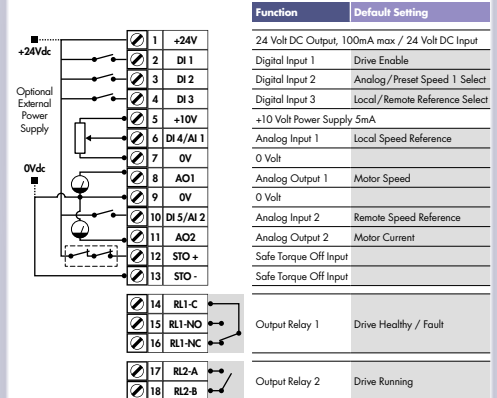 Function Default Setting
+24Vdc
Optional
External
Power
Supply
0Vdc
1 +24V 24 Volt DC Output, 100mA max / 24 Volt DC Input
2 DI 1 Digital Input 1 Drive Enable
3 DI 2 Digital Input 2 Analog/Preset Speed 1 Select
4 DI 3 Digital Input 3 Local/Remote Reference Select
5 +10V +10 Volt Power Supply 5mA
6 DI 4/AI 1 Analog Input 1 Local Speed Reference
7 0V 0 Volt
8 AO1 Analog Output 1 Motor Speed
9 0V 0 Volt
10 DI 5/AI 2 Analog Input 2 Remote Speed Reference
11 AO2 Analog Output 2 Motor Current
12 STO + Safe Torque Off Input
13 STO - Safe Torque Off Input
14 RL1-C
15 RL1-NO Output Relay 1 Drive Healthy / Fault
16 RL1-NC
17 RL2-A Output Relay 2 Drive Running
18 RL2-B